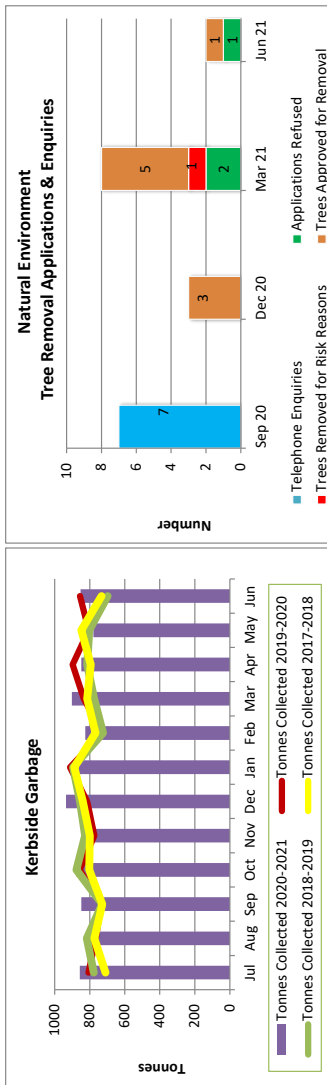 Kerbside Garbage
Tonnes
1000
800
600
400
200
0
Jul Aug Sep Oct Nov Dec Jan Feb Mar Apr May Jun
Tonnes Collected 2020-2021
Tonnes Collected 2019-2020
Tonnes Collected 2018-2019
Tonnes Collected 2017-2018
Natural Environment
Tree Removal Applications & Enquiries
Number
10
8
6
4
2
0
7
3
5
1
2
1
1
Sep 20 Dec 20 Mar 21 Jun 21
Telephone Enquiries
Applications Refused
Trees Removed for Risk Reasons
Trees Approved for Removal